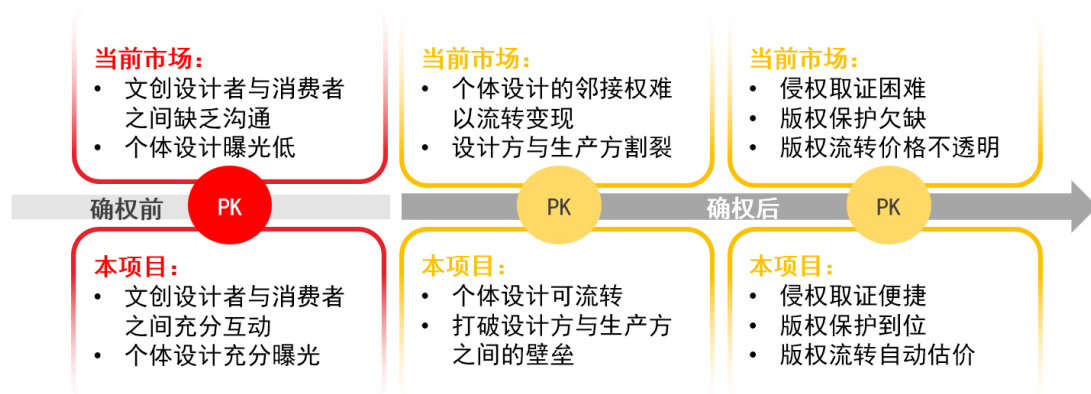 当前市场：
• 文创设计者与消费者
之间缺乏沟通
• 个体设计曝光低
当前市场：
• 个体设计的邻接权难
以流转变现
• 设计方与生产方割裂
当前市场：
• 侵权取证困难
• 版权保护欠缺
• 版权流转价格不透明
确权前
PK
PK
确权后
PK
本项目：
• 文创设计者与消费者
之间充分互动
• 个体设计充分曝光
本项目：
• 个体设计可流转
• 打破设计方与生产方
之间的壁垒
本项目：
• 侵权取证便捷
• 版权保护到位
• 版权流转自动估价